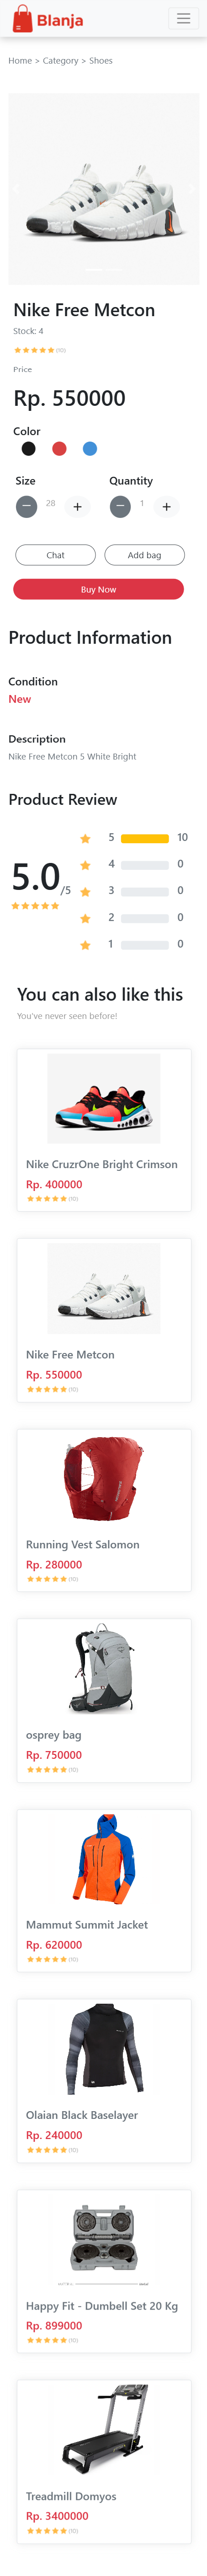 Blanja
Home > Category > Shoes
Nike Free Metcon
Stock: 4
(10)
Price
Rp. 550000
Color
Size
Quantity
28
1
Chat
Add bag
Buy Now
Product Information
Condition
New
Description
Nike Free Metcon 5 White Bright
Product Review
5.0/5
5 10
4 0
3 0
2 0
1 0
You can also like this
You've never seen before!
Nike CruzrOne Bright Crimson
Rp. 400000
(10)
Nike Free Metcon
Rp. 550000
(10)
Running Vest Salomon
Rp. 280000
(10)
osprey bag
Rp. 750000
(10)
Mammut Summit Jacket
Rp. 620000
(10)
Olaian Black Baselayer
Rp. 240000
(10)
Happy Fit - Dumbell Set 20 Kg
Rp. 899000
(10)
Treadmill Domyos
Rp. 3400000
(10)